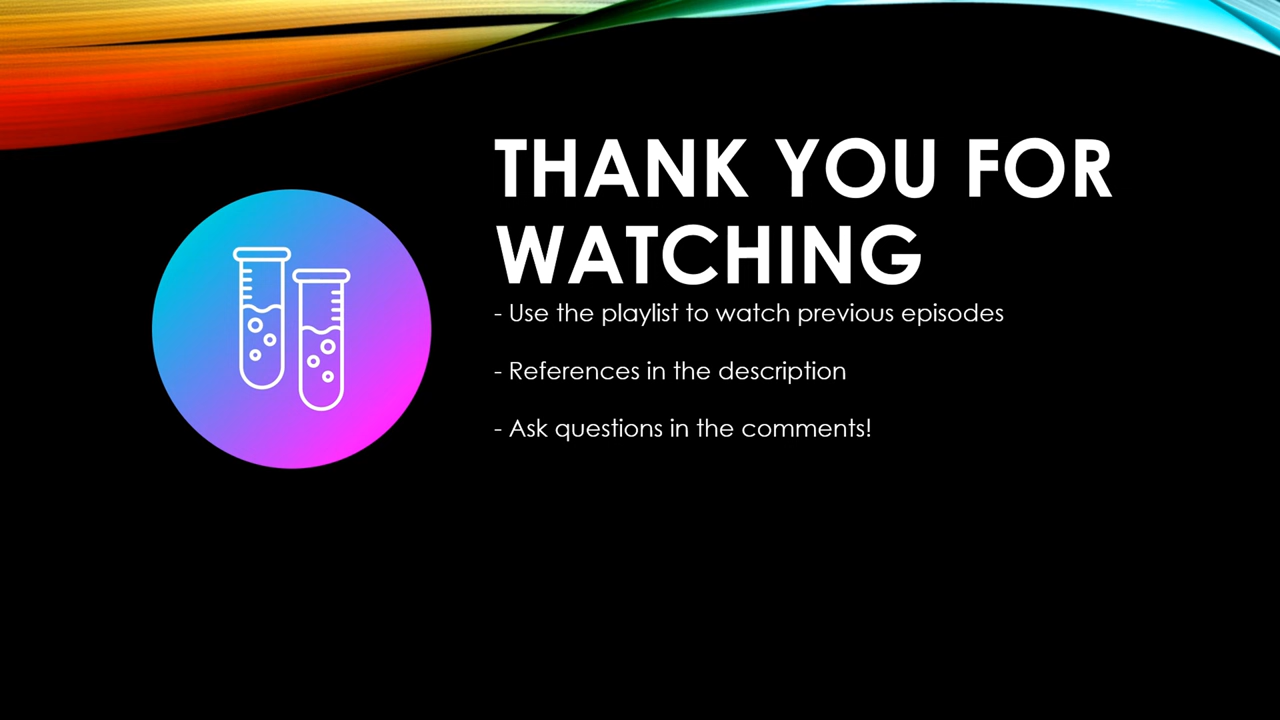 THANK YOU FOR
WATCHING
- Use the playlist to watch previous episodes
- References in the description
- Ask questions in the comments!